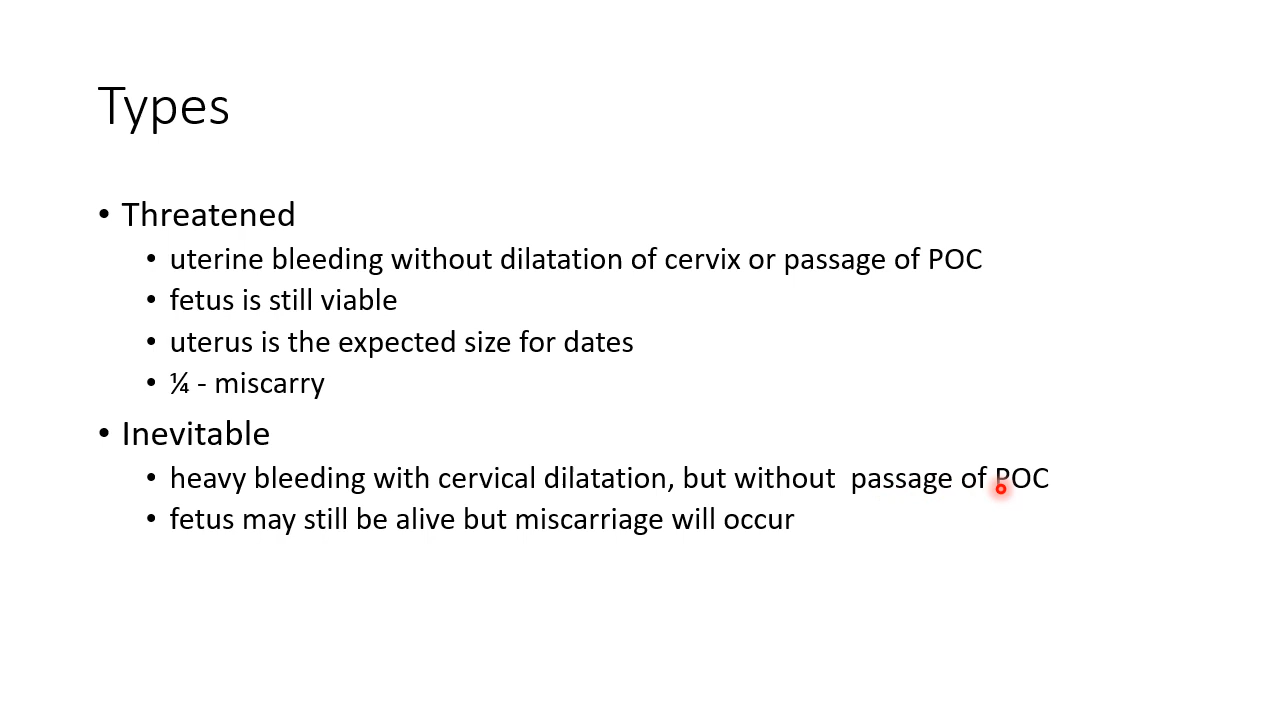 Types
• Threatened
• uterine bleeding without dilatation of cervix or passage of POC
• fetus is still viable
• uterus is the expected size for dates
• ¼ - miscarry
• Inevitable
• heavy bleeding with cervical dilatation, but without  passage of POC
• fetus may still be alive but miscarriage will occur